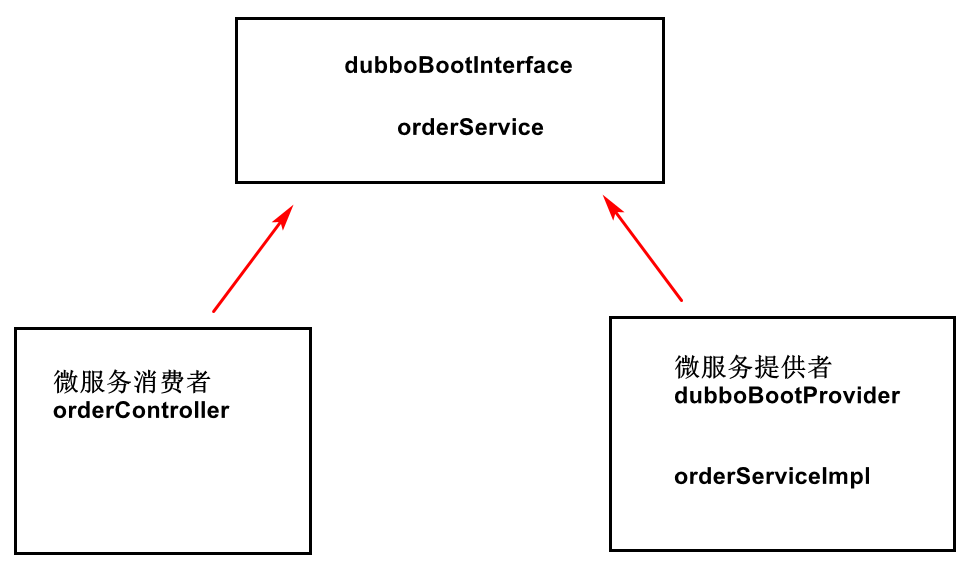 dubboBootInterface
orderService
微服务消费者
orderController
微服务提供者
dubboBootProvider
orderServiceImpl